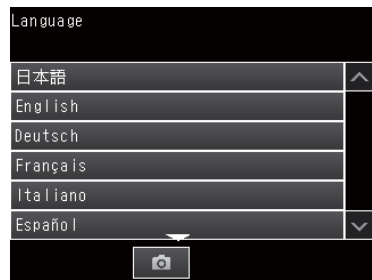 Language
日本語
English
Deutsch
Français
Italiano
Español